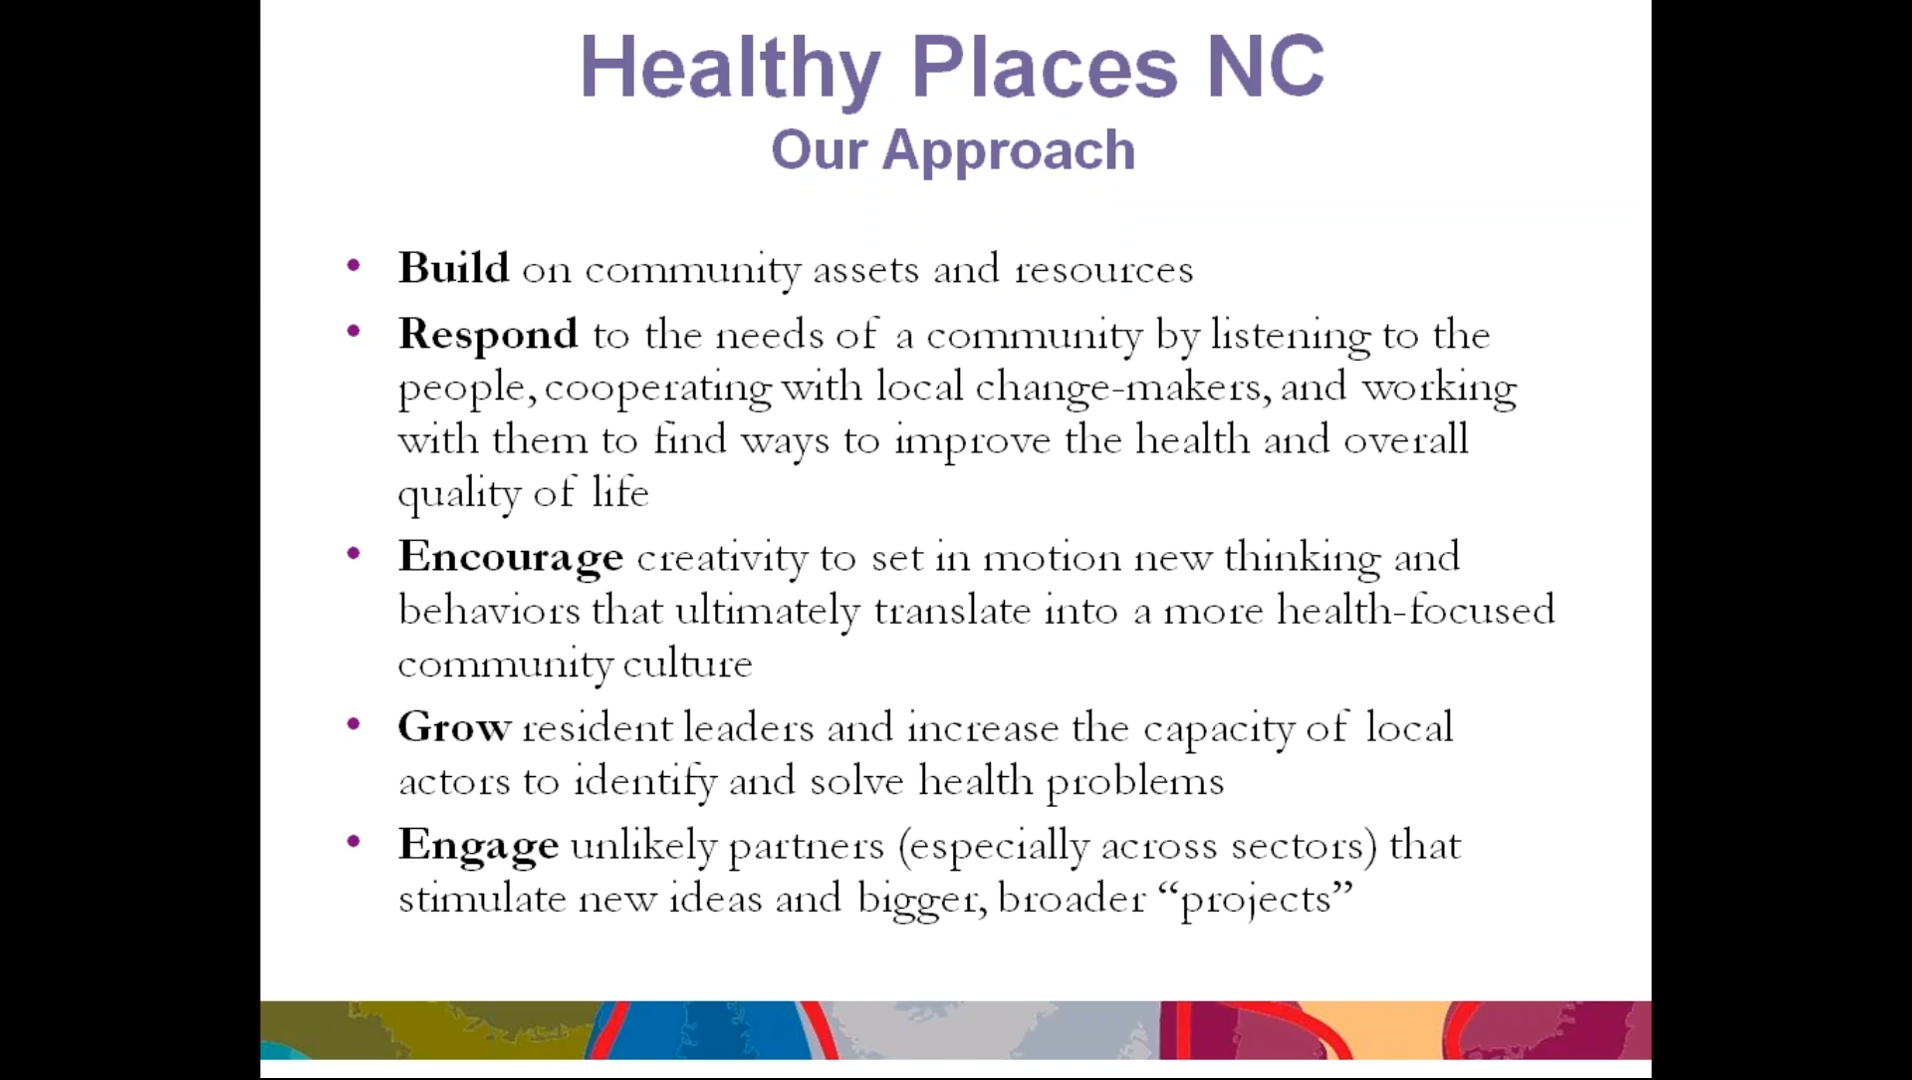 Healthy Places NC
Our Approach
• Build on community assets and resources
• Respond to the needs of a community by listening to the
people, cooperating with local change-makers, and working
with them to find ways to improve the health and overall
quality of life
• Encourage creativity to set in motion new thinking and
behaviors that ultimately translate into a more health-focused
community culture
• Grow resident leaders and increase the capacity of local
actors to identify and solve health problems
• Engage unlikely partners (especially across sectors) that
stimulate new ideas and bigger, broader “projects”